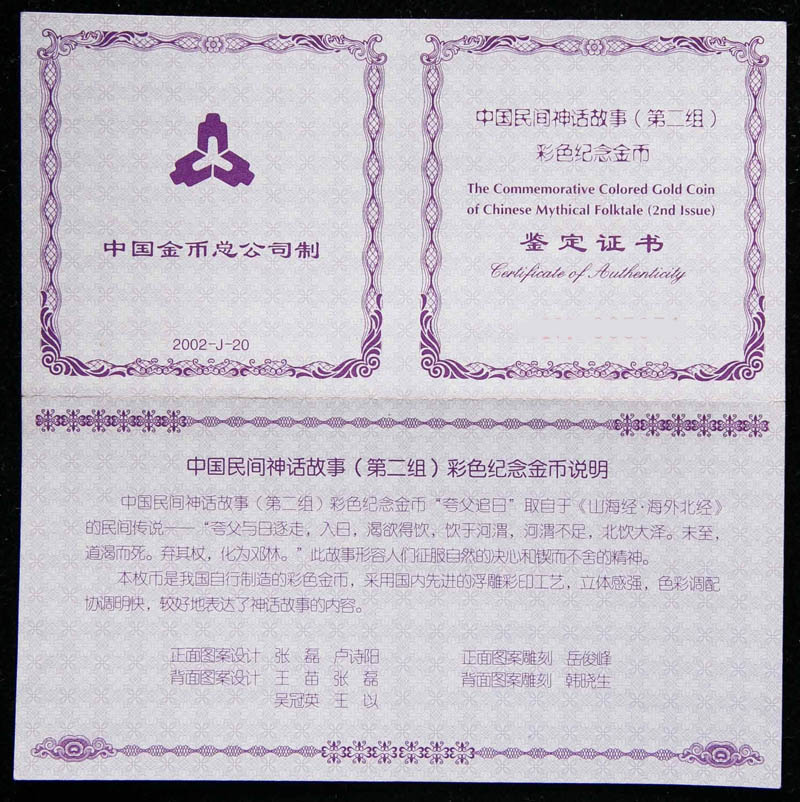 中国金币总公司制
2002-J-20
中国民间神话故事（第二组）
彩色纪念金币
The Commemorative Colored Gold Coin
of Chinese Mythical Folktale (2nd Issue)
鉴定证书
Certificate of Authenticity
中国民间神话故事（第二组）彩色纪念金币说明
中国民间神话故事（第二组）彩色纪念金币“夸父追日”取自于《山海经·海外北经》
的民间传说——“夸父与日逐走，入日，渴欲得饮，饮于河渭，河渭不足，北饮大泽。未至，
道渴而死。弃其杖，化为邓林。”此故事形容人们征服自然的决心和锲而不舍的精神。
本枚币是我国自行制造的彩色金币，采用国内先进的浮雕彩印工艺，立体感强，色彩调配
协调明快，较好地表达了神话故事的内容。
正面图案设计 张 磊 卢诗阳 正面图案雕刻 岳俊峰
背面图案设计 王 苗 张 磊 背面图案雕刻 韩晓生
吴冠英 王 以